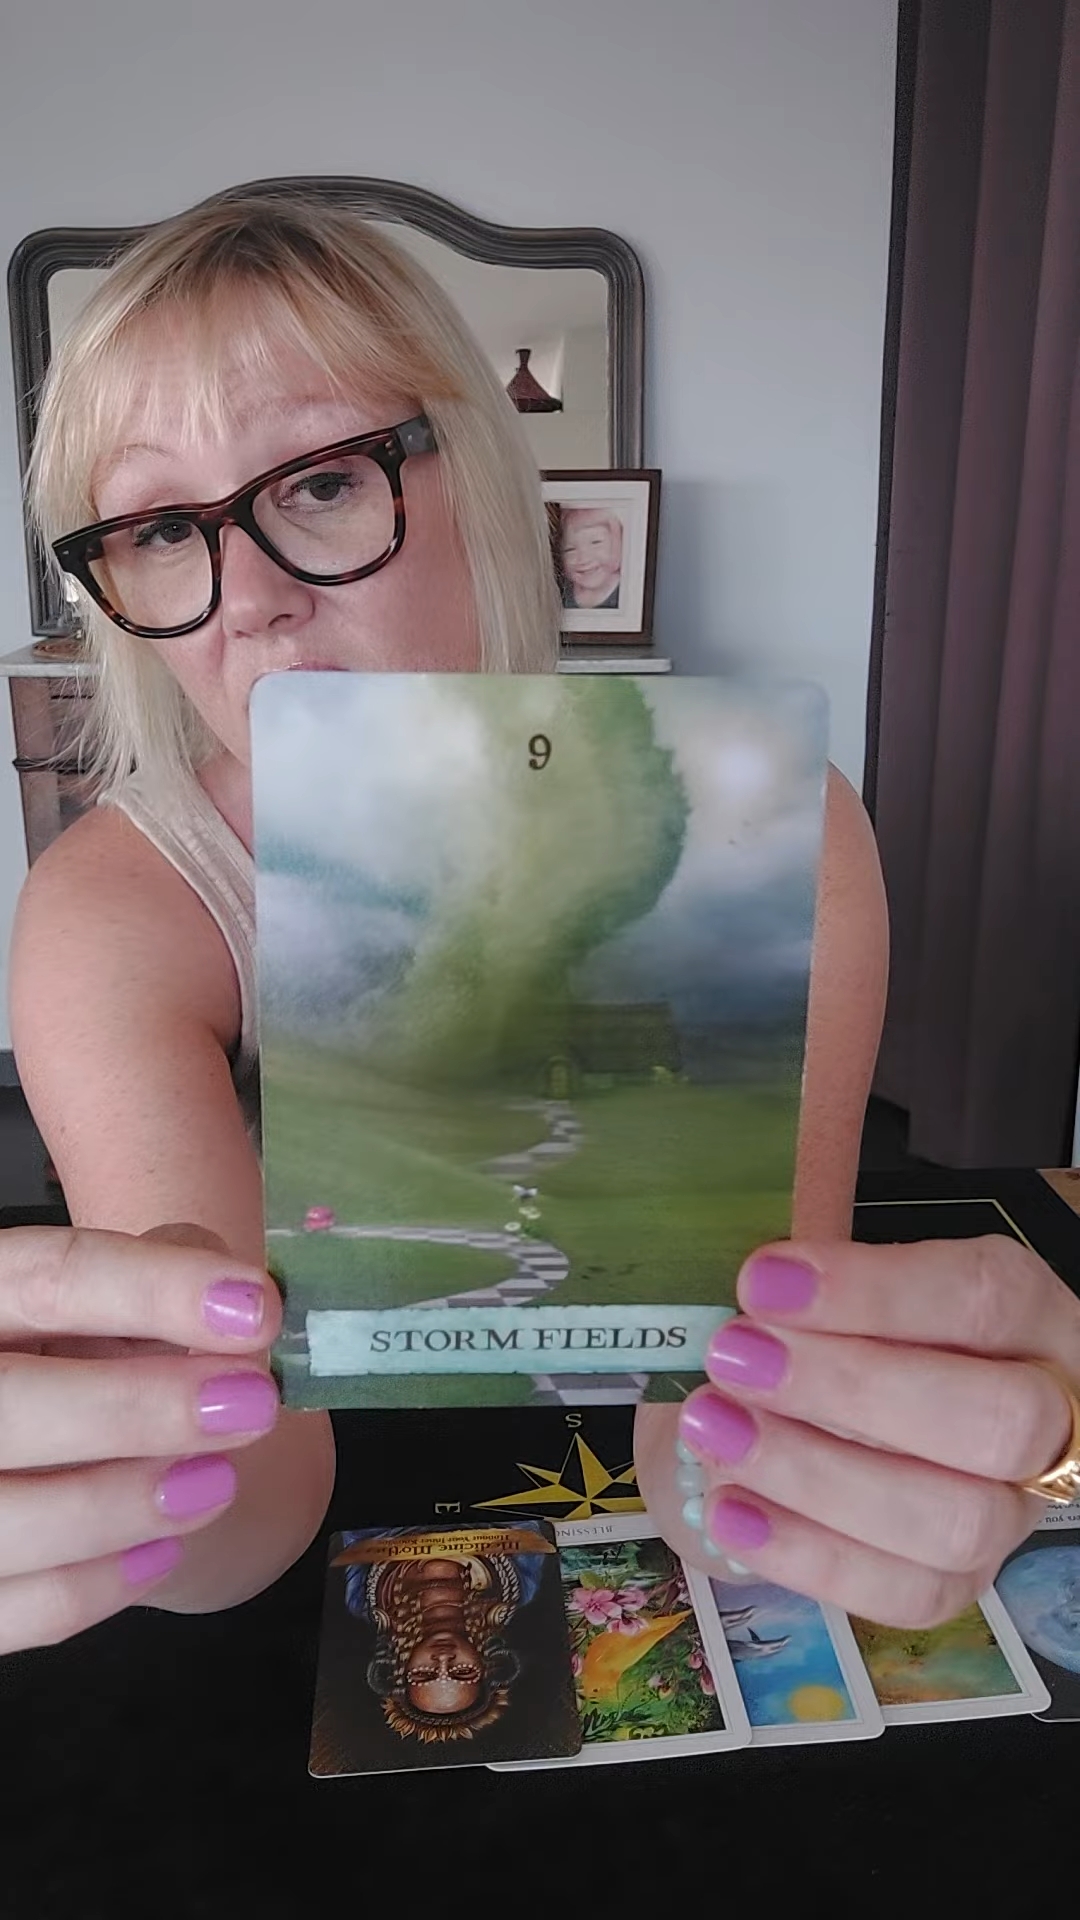 9
STORM FIELDS
S
E
BLESSING
Medicine Mother
Honour Your Inner Knowing